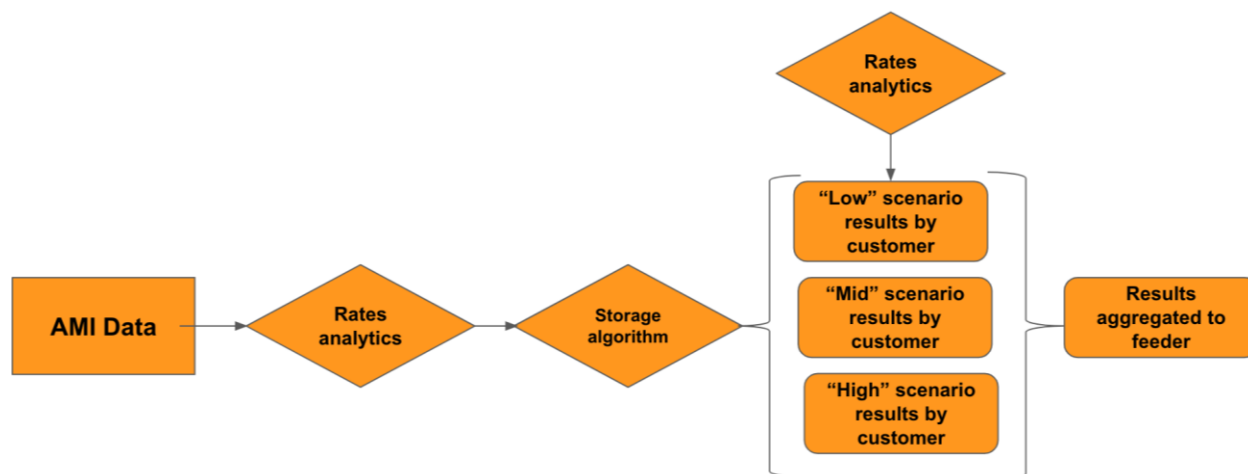 Rates
analytics
“Low” scenario
results by
customer
AMI Data
Rates
analytics
Storage
algorithm
“Mid” scenario
results by
customer
Results
aggregated to
feeder
“High” scenario
results by
customer